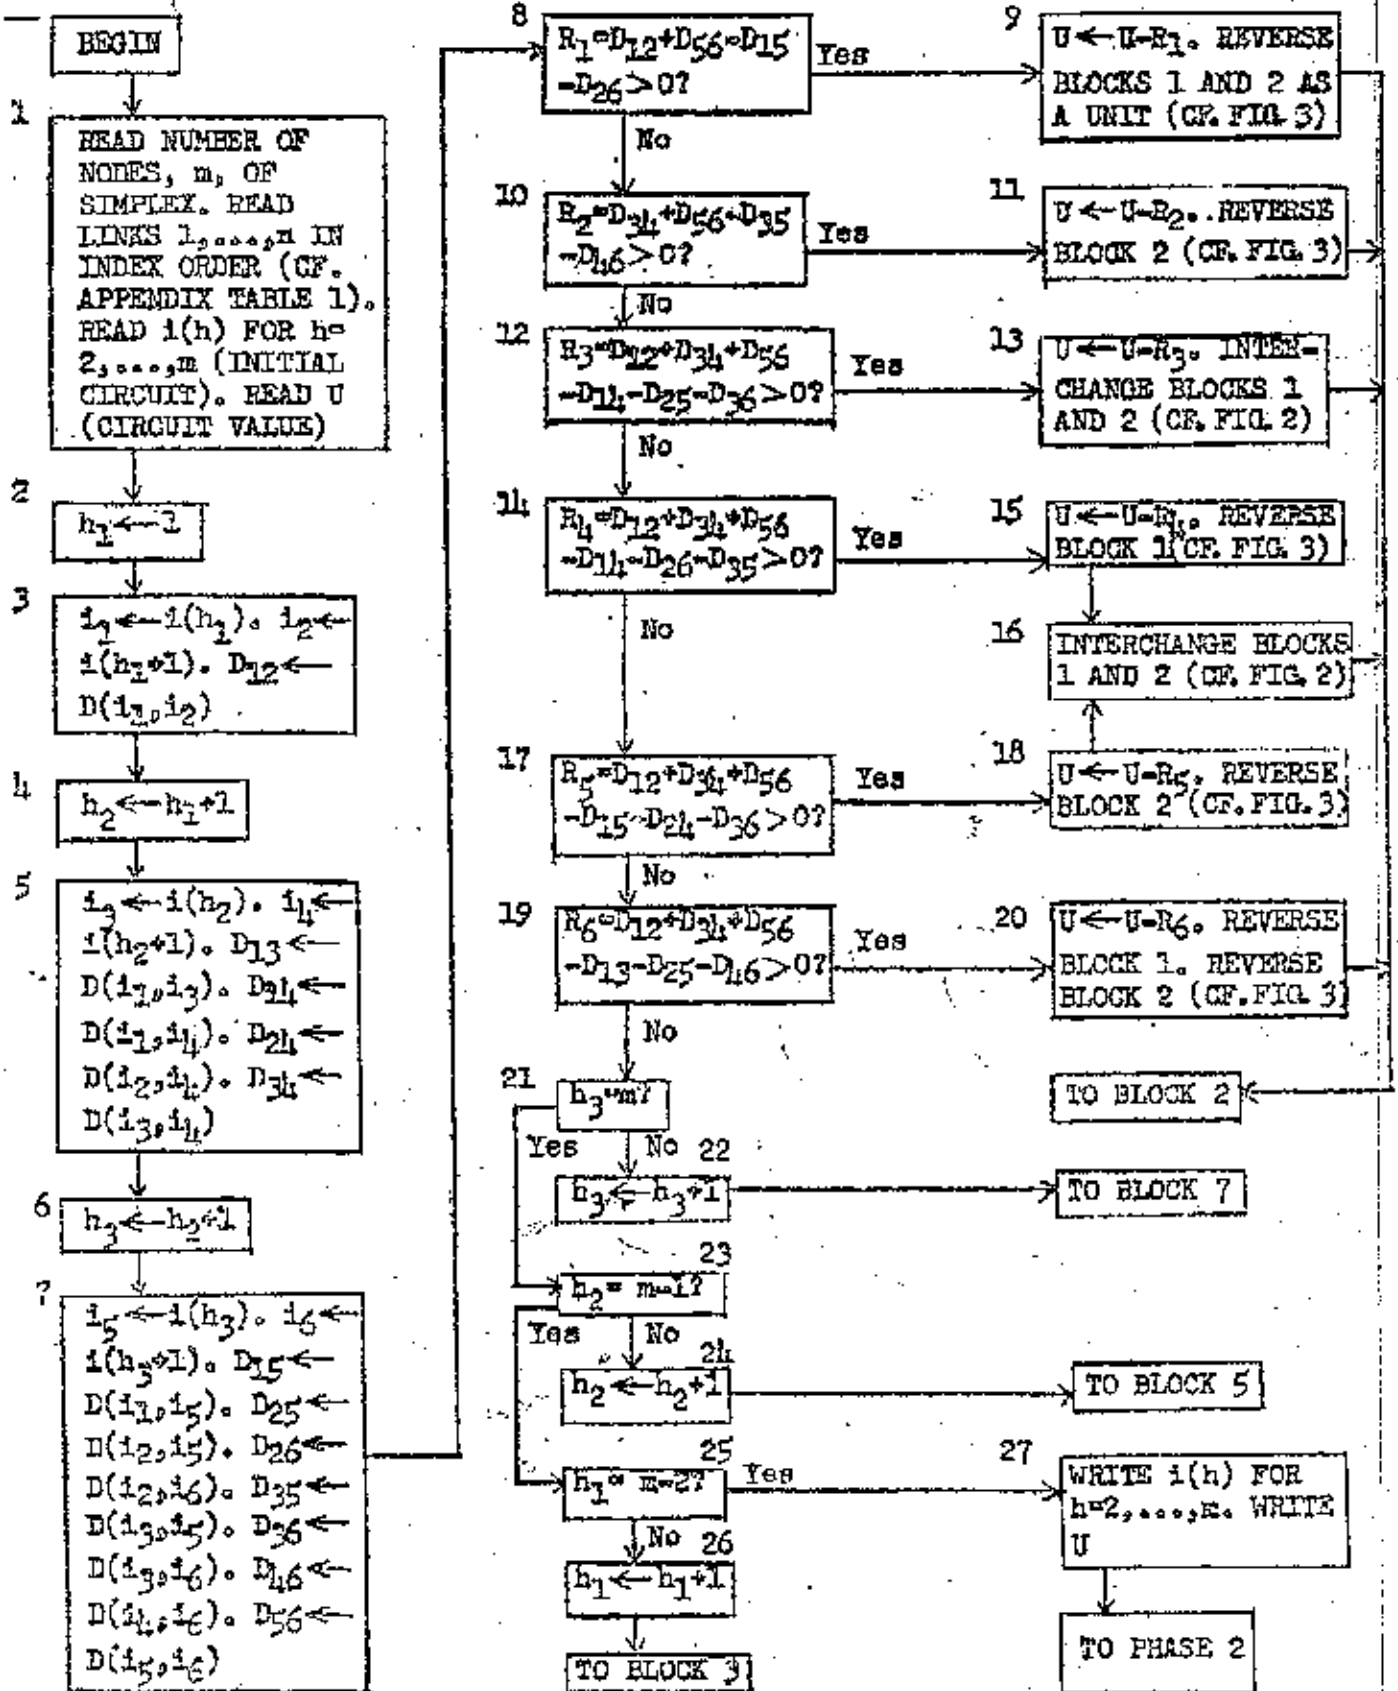 BEGIN
1
READ NUMBER OF
NODES, m, OF
SIMPLEX. READ
LINKS 1,...,n IN
INDEX ORDER (CF.
APPENDIX TABLE 1).
READ i(h) FOR h=
2,...,m (INITIAL
CIRCUIT). READ U
(CIRCUIT VALUE)
2
h₁ ← 1
3
i₁ ← i(h₁). i₂ ←
i(h₁+1). D₁₂ ←
D(i₁,i₂)
4
h₂ ← h₁+1
5
i₃ ← i(h₂). i₄ ←
i(h₂+1). D₁₃ ←
D(i₁,i₃). D₁₄ ←
D(i₁,i₄). D₂₄ ←
D(i₂,i₄). D₃₄ ←
D(i₃,i₄)
6
h₃ ← h₂+1
7
i₅ ← i(h₃). i₆ ←
i(h₃+1). D₁₅ ←
D(i₁,i₅). D₂₅ ←
D(i₂,i₅). D₂₆ ←
D(i₂,i₆). D₃₅ ←
D(i₃,i₅). D₃₆ ←
D(i₃,i₆). D₄₆ ←
D(i₄,i₆). D₅₆ ←
D(i₅,i₆)
8
R₁=D₁₂+D₅₆-D₁₅
-D₂₆>0?
Yes
No
9
U ← U-R₁. REVERSE
BLOCKS 1 AND 2 AS
A UNIT (CF. FIG. 3)
10
R₂=D₃₄+D₅₆-D₃₅
-D₄₆>0?
Yes
No
11
U ← U-R₂. REVERSE
BLOCK 2 (CF. FIG. 3)
12
R₃=D₁₂+D₃₄+D₅₆
-D₁₄-D₂₅-D₃₆>0?
Yes
No
13
U ← U-R₃. INTER-
CHANGE BLOCKS 1
AND 2 (CF. FIG. 2)
14
R₄=D₁₂+D₃₄+D₅₆
-D₁₄-D₂₆-D₃₅>0?
Yes
No
15
U ← U-R₄. REVERSE
BLOCK 1 (CF. FIG. 3)
16
INTERCHANGE BLOCKS
1 AND 2 (CF. FIG. 2)
17
R₅=D₁₂+D₃₄+D₅₆
-D₁₅-D₂₄-D₃₆>0?
Yes
No
18
U ← U-R₅. REVERSE
BLOCK 2 (CF. FIG. 3)
19
R₆=D₁₂+D₃₄+D₅₆
-D₁₃-D₂₅-D₄₆>0?
Yes
No
20
U ← U-R₆. REVERSE
BLOCK 1. REVERSE
BLOCK 2 (CF. FIG. 3)
TO BLOCK 2
21
h₃=m?
Yes
No
22
h₃ ← h₃+1
TO BLOCK 7
23
h₂= m-1?
Yes
No
24
h₂ ← h₂+1
TO BLOCK 5
25
h₁= m-2?
Yes
No
26
h₁ ← h₁+1
TO BLOCK 3
27
WRITE i(h) FOR
h=2,...,m. WRITE
U
TO PHASE 2